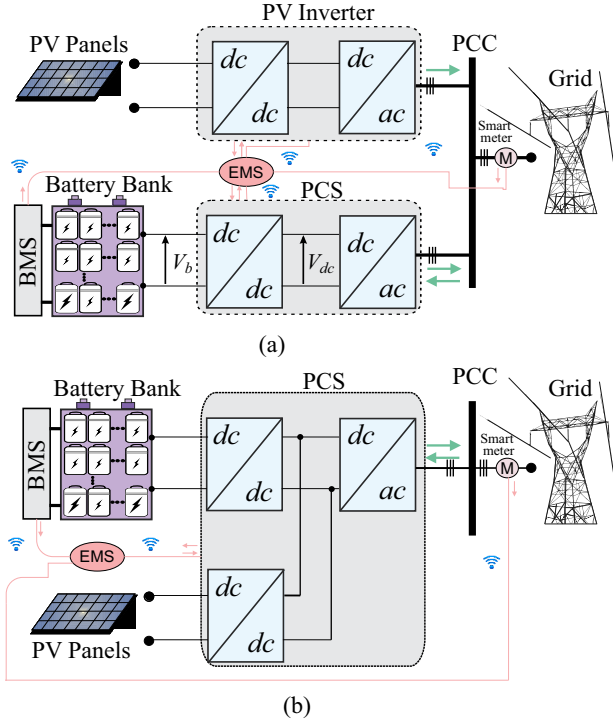 PV Inverter
PV Panels
dc
dc
dc
ac
PCC
Grid
Smart
meter
M
EMS
Battery Bank
PCS
BMS
V_b
dc
dc
V_dc
dc
ac
(a)
Battery Bank
PCS
PCC
Grid
BMS
dc
dc
dc
ac
Smart
meter
M
EMS
dc
dc
PV Panels
(b)